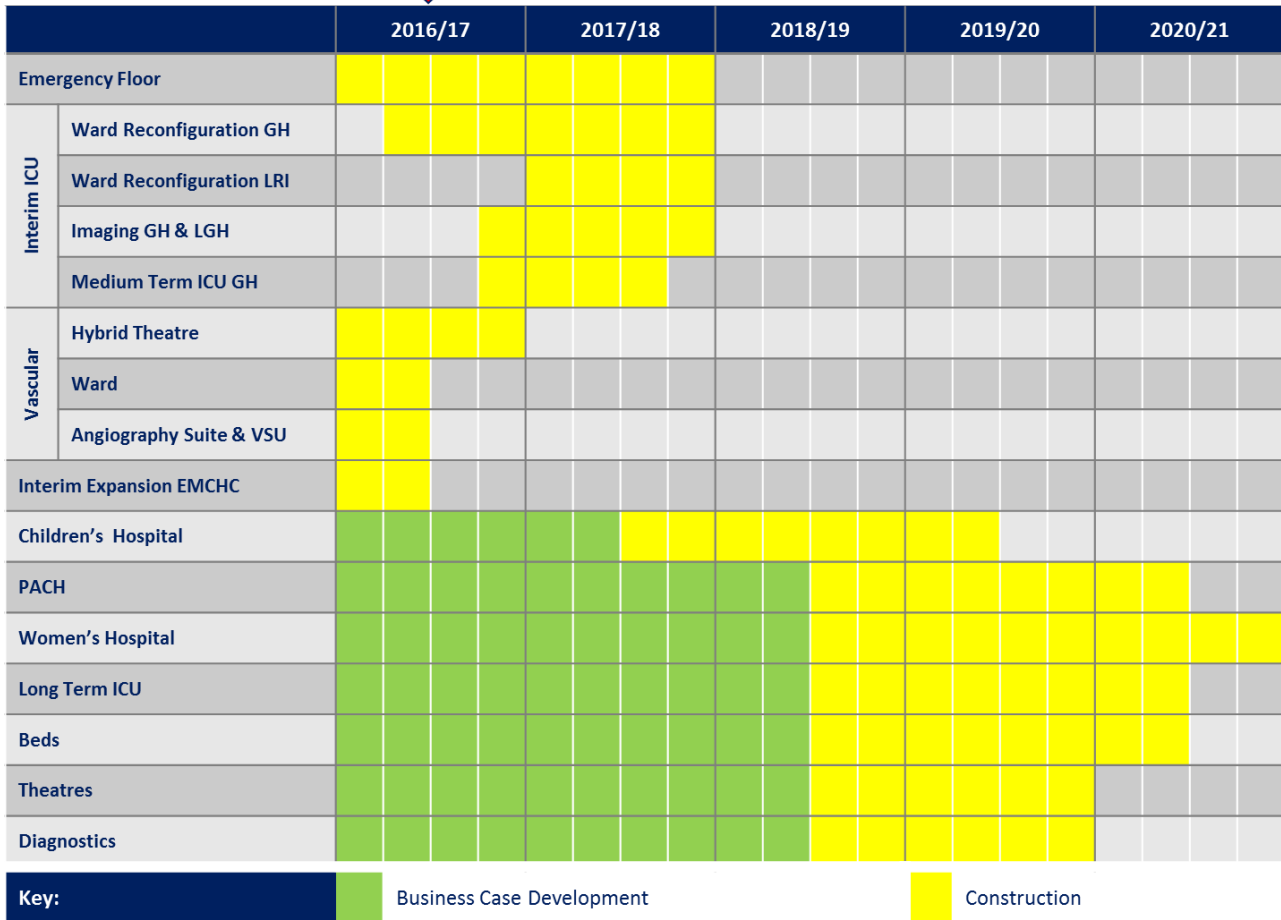 2016/17 2017/18 2018/19 2019/20 2020/21
Emergency Floor
Interim ICU
Ward Reconfiguration GH
Ward Reconfiguration LRI
Imaging GH & LGH
Medium Term ICU GH
Vascular
Hybrid Theatre
Ward
Angiography Suite & VSU
Interim Expansion EMCHC
Children’s Hospital
PACH
Women’s Hospital
Long Term ICU
Beds
Theatres
Diagnostics
Key: Business Case Development Construction